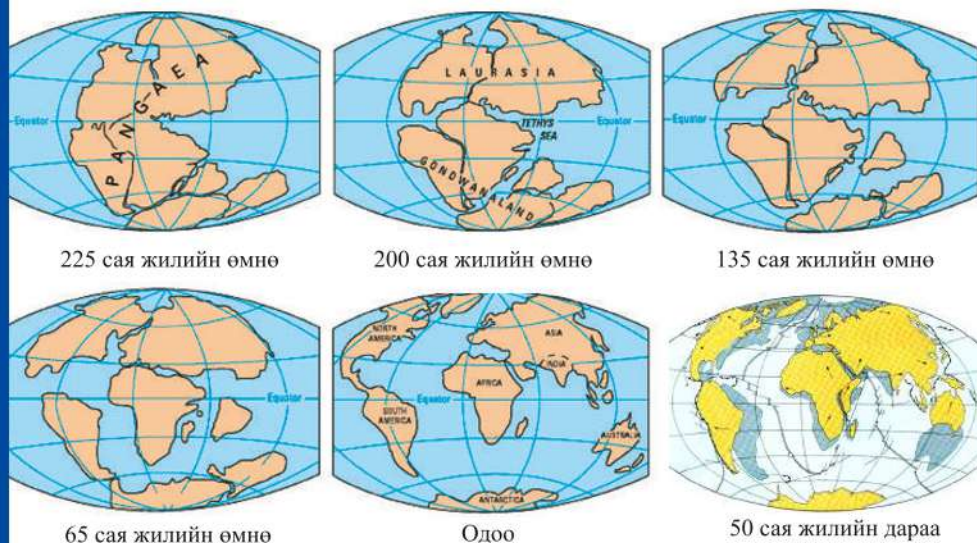 PANGAEA
Equator
225 сая жилийн өмнө
LAURASIA
TETHYS
SEA
Equator
GONDWANALAND
200 сая жилийн өмнө
Equator
135 сая жилийн өмнө
Equator
65 сая жилийн өмнө
NORTH
AMERICA
ASIA
INDIA
AFRICA
Equator
SOUTH
AMERICA
AUSTRALIA
ANTARCTICA
Одоо
50 сая жилийн дараа